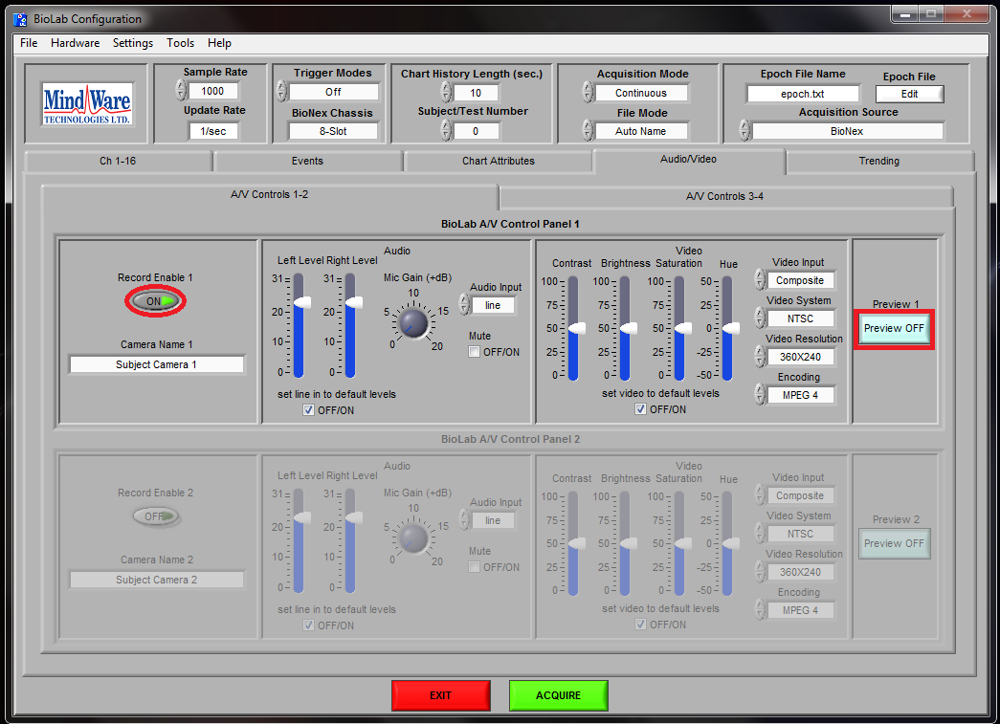 BioLab Configuration
File Hardware Settings Tools Help
MindWare
TECHNOLOGIES LTD.
Sample Rate
1000
Update Rate
1/sec
Trigger Modes
Off
BioNex Chassis
8-Slot
Chart History Length (sec.)
10
Subject/Test Number
0
Acquisition Mode
Continuous
File Mode
Auto Name
Epoch File Name
epoch.txt
Epoch File
Edit
Acquisition Source
BioNex
Ch 1-16 Events Chart Attributes Audio/Video Trending
A/V Controls 1-2 A/V Controls 3-4
BioLab A/V Control Panel 1
Record Enable 1
ON
Camera Name 1
Subject Camera 1
Audio
Left Level Right Level
31 31
20 20
10 10
0 0
Mic Gain (+dB)
10
5 15
0 20
Audio Input
line
Mute
OFF/ON
set line in to default levels
OFF/ON
Video
Contrast Brightness Saturation Hue
100 100 100 50
75 75 75 25
50 50 50 0
25 25 25 -25
0 0 0 -50
set video to default levels
OFF/ON
Video Input
Composite
Video System
NTSC
Video Resolution
360X240
Encoding
MPEG 4
Preview 1
Preview OFF
BioLab A/V Control Panel 2
Record Enable 2
OFF
Camera Name 2
Subject Camera 2
Audio
Left Level Right Level
31 31
20 20
10 10
0 0
Mic Gain (+dB)
10
5 15
0 20
Audio Input
line
Mute
OFF/ON
set line in to default levels
OFF/ON
Video
Contrast Brightness Saturation Hue
100 100 100 50
75 75 75 25
50 50 50 0
25 25 25 -25
0 0 0 -50
set video to default levels
OFF/ON
Video Input
Composite
Video System
NTSC
Video Resolution
360X240
Encoding
MPEG 4
Preview 2
Preview OFF
EXIT ACQUIRE